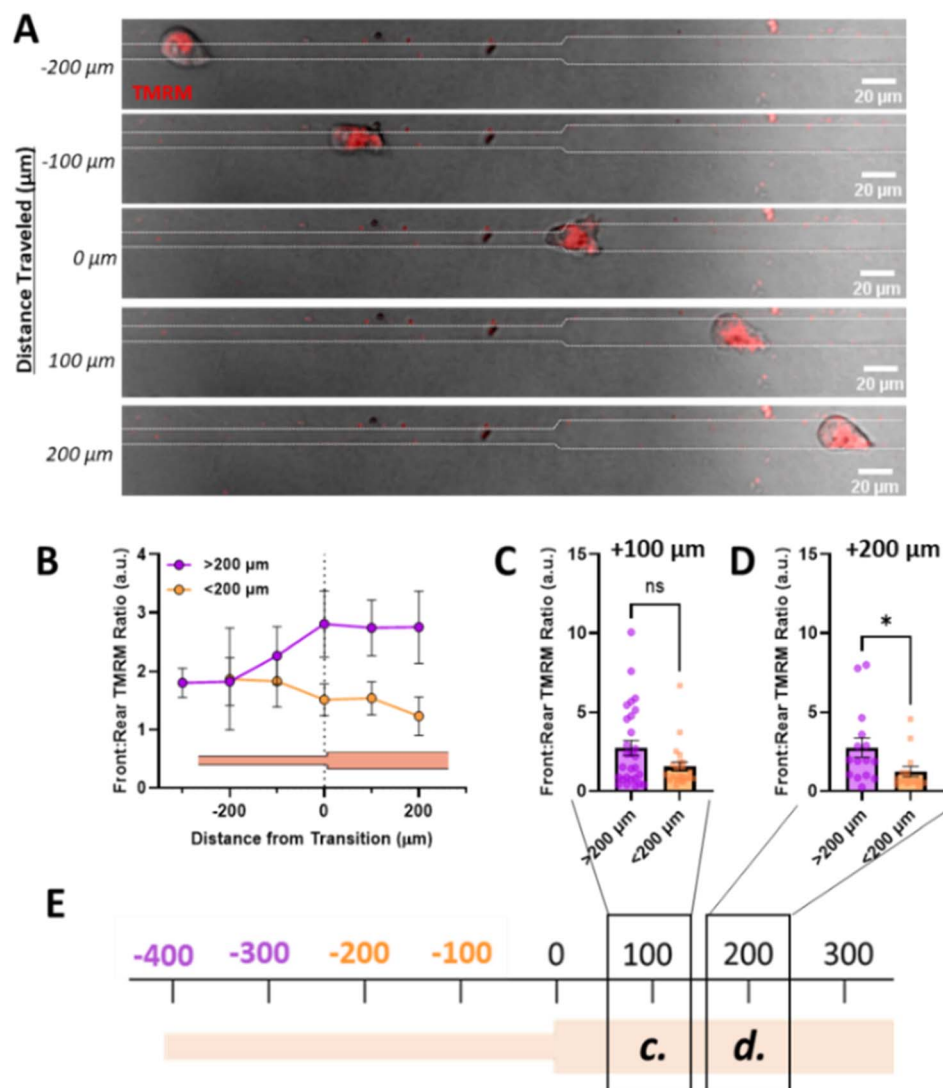 A
-200 µm
TMRM
20 µm
-100 µm
20 µm
Distance Traveled (µm)
0 µm
20 µm
100 µm
20 µm
200 µm
20 µm
B
Front:Rear TMRM Ratio (a.u.)
4
3
2
1
0
>200 µm
<200 µm
-200
0
200
Distance from Transition (µm)
C
+100 µm
Front:Rear TMRM Ratio (a.u.)
15
10
5
0
ns
>200 µm
<200 µm
D
+200 µm
Front:Rear TMRM Ratio (a.u.)
15
10
5
0
*
>200 µm
<200 µm
E
-400 -300 -200 -100 0 100 200 300
c. d.